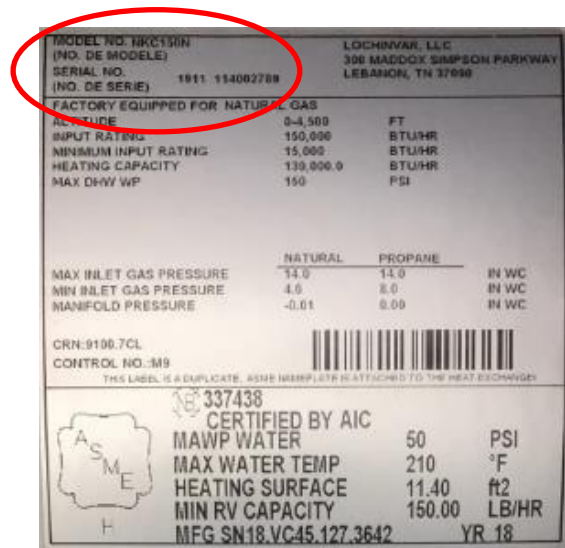 MODEL NO. NKC150N
LOCHINVAR, LLC
(NO. DE MODELE)
300 MADDOX SIMPSON PARKWAY
SERIAL NO.
LEBANON, TN 37090
(NO. DE SERIE) 1811 114002789
FACTORY EQUIPPED FOR NATURAL GAS
ALTITUDE 0-4,500 FT
INPUT RATING 150,000 BTU/HR
MINIMUM INPUT RATING 15,000 BTU/HR
HEATING CAPACITY 139,000.0 BTU/HR
MAX DHW WP 150 PSI
NATURAL PROPANE
MAX INLET GAS PRESSURE 14.0 14.0 IN WC
MIN INLET GAS PRESSURE 4.0 8.0 IN WC
MANIFOLD PRESSURE -0.01 0.00 IN WC
CRN:9100.7CL
CONTROL NO.:M9
THIS LABEL IS A DUPLICATE, ASME NAMEPLATE IS ATTACHED TO THE HEAT EXCHANGER
337438
CERTIFIED BY AIC
MAWP WATER 50 PSI
MAX WATER TEMP 210 °F
HEATING SURFACE 11.40 ft2
MIN RV CAPACITY 150.00 LB/HR
MFG SN18.VC45.127.3642 YR 18
ASME
H